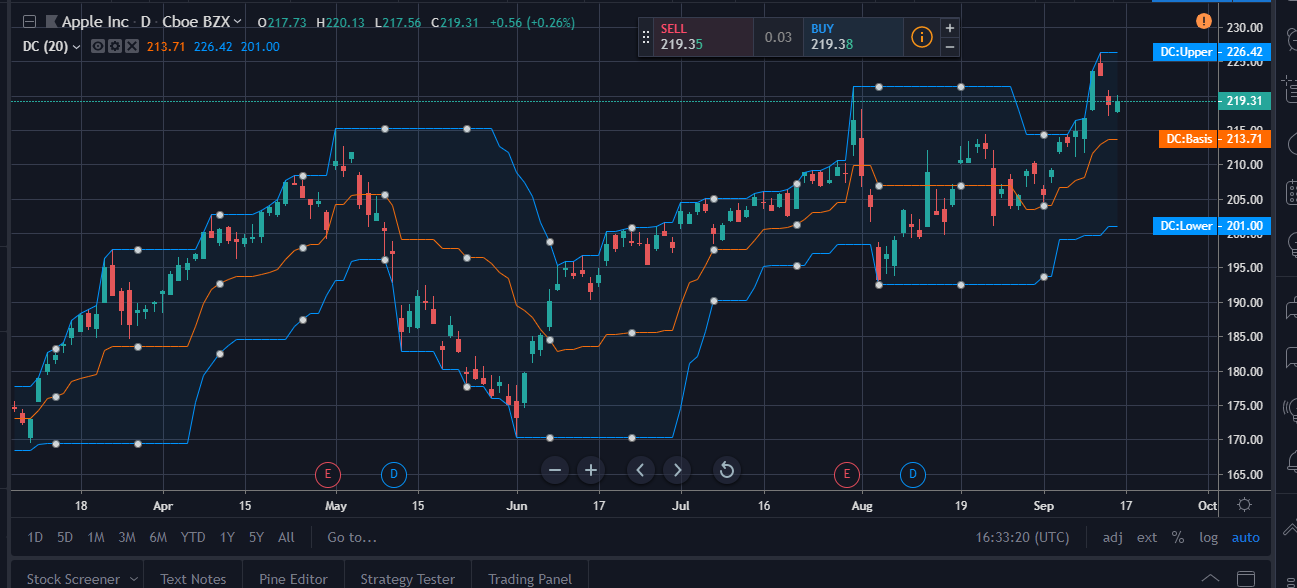 Apple Inc · D · Cboe BZX O217.73 H220.13 L217.56 C219.31 +0.56 (+0.26%)
DC (20) 213.71 226.42 201.00
SELL
219.35
0.03
BUY
219.38
230.00
DC:Upper 226.42
225.00
219.31
215.00
DC:Basis 213.71
210.00
205.00
DC:Lower 201.00
200.00
195.00
190.00
185.00
180.00
175.00
170.00
165.00
E D E D
18 Apr 15 May 15 Jun 17 Jul 16 Aug 19 Sep 17 Oct
1D 5D 1M 3M 6M YTD 1Y 5Y All Go to... 16:33:20 (UTC) adj ext % log auto
Stock Screener Text Notes Pine Editor Strategy Tester Trading Panel